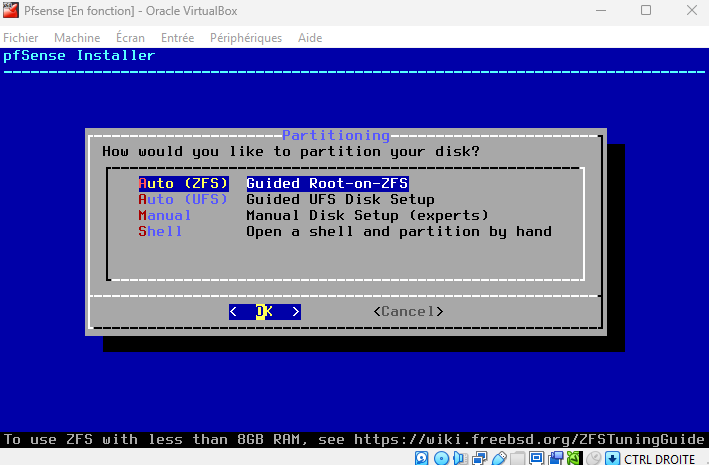 Pfsense [En fonction] - Oracle VirtualBox
Fichier Machine Écran Entrée Périphériques Aide
pfSense Installer
Partitioning
How would you like to partition your disk?
Auto (ZFS) Guided Root-on-ZFS
Auto (UFS) Guided UFS Disk Setup
Manual Manual Disk Setup (experts)
Shell Open a shell and partition by hand
< OK > <Cancel>
To use ZFS with less than 8GB RAM, see https://wiki.freebsd.org/ZFSTuningGuide
CTRL DROITE